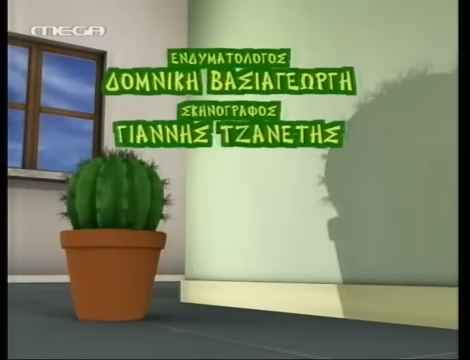 MEGA
ΕΝΔΥΜΑΤΟΛΟΓΟΣ
ΔΟΜΝΙΚΗ ΒΑΣΙΑΓΕΩΡΓΗ
ΣΚΗΝΟΓΡΑΦΟΣ
ΓΙΑΝΝΗΣ ΤΖΑΝΕΤΗΣ